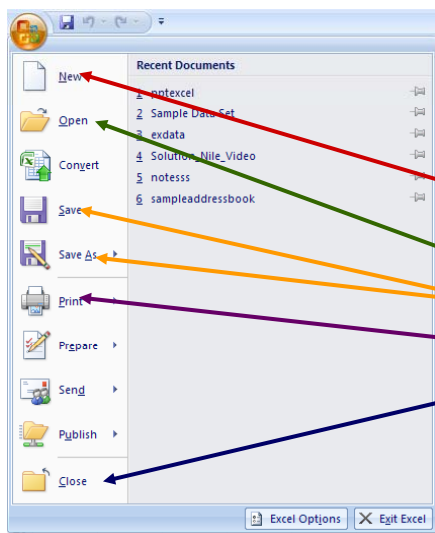 Recent Documents
New
1 pptexcel
2 Sample Data Set
Open
3 exdata
4 Solution_Nile_Video
Convert
5 notesss
6 sampleaddressbook
Save
Save As
Print
Prepare
Send
Publish
Close
Excel Options
Exit Excel